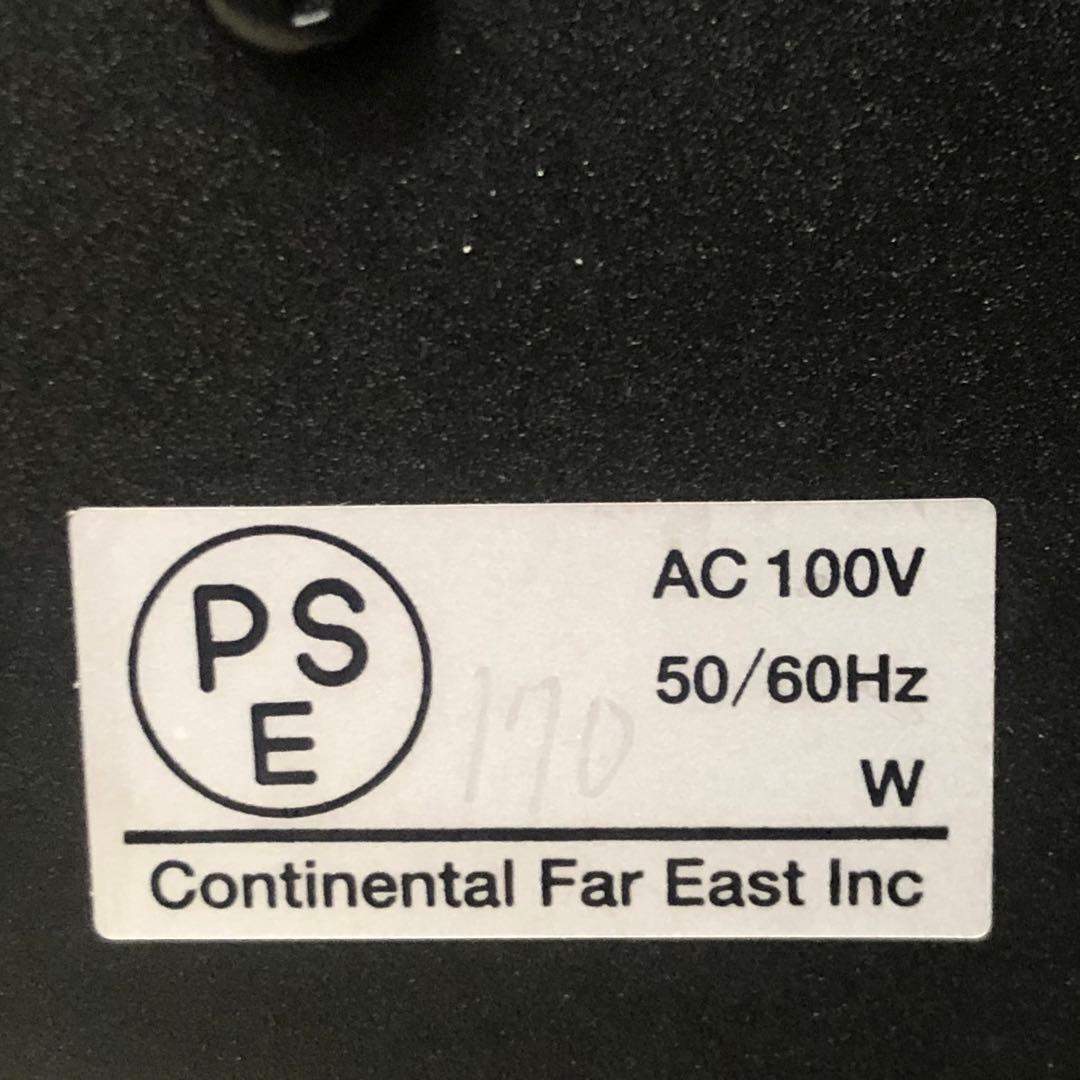 PS
E
AC 100V
50/60Hz
170
W
Continental Far East Inc